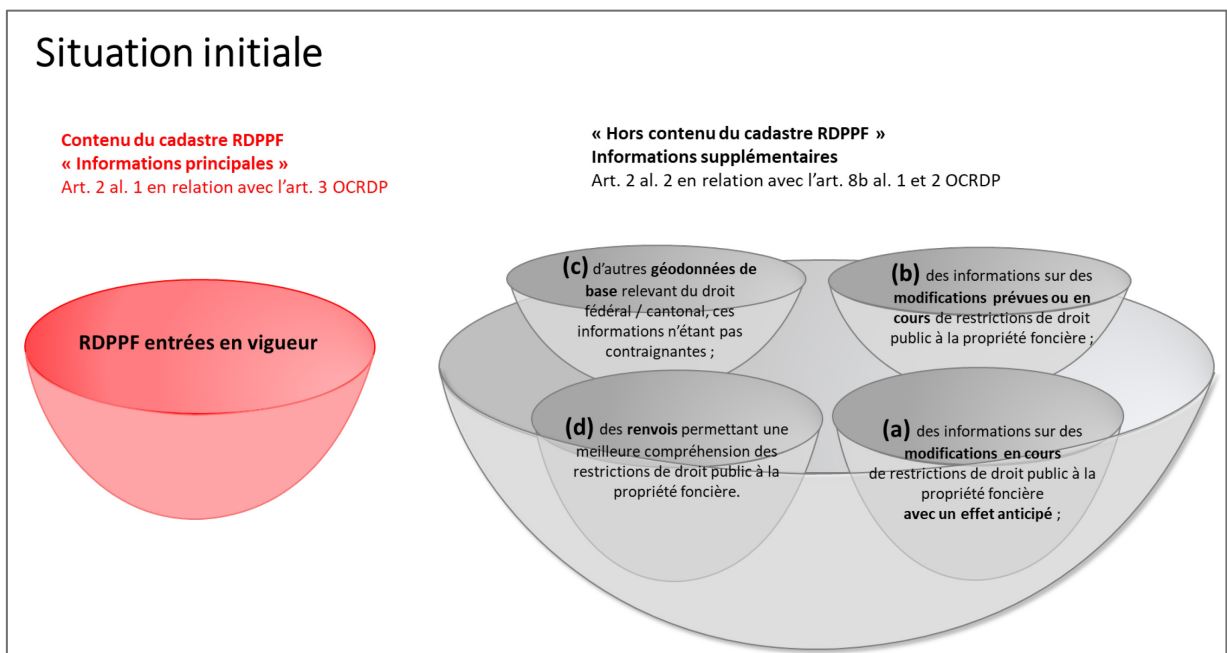 Situation initiale
Contenu du cadastre RDPPF
« Informations principales »
Art. 2 al. 1 en relation avec l'art. 3 OCRDP
« Hors contenu du cadastre RDPPF »
Informations supplémentaires
Art. 2 al. 2 en relation avec l'art. 8b al. 1 et 2 OCRDP
RDPPF entrées en vigueur
(c) d'autres géodonnées de
base relevant du droit
fédéral / cantonal, ces
informations n'étant pas
contraignantes ;
(b) des informations sur des
modifications prévues ou en
cours de restrictions de droit
public à la propriété foncière ;
(d) des renvois permettant une
meilleure compréhension des
restrictions de droit public à la
propriété foncière.
(a) des informations sur des
modifications en cours
de restrictions de droit public à la
propriété foncière
avec un effet anticipé ;